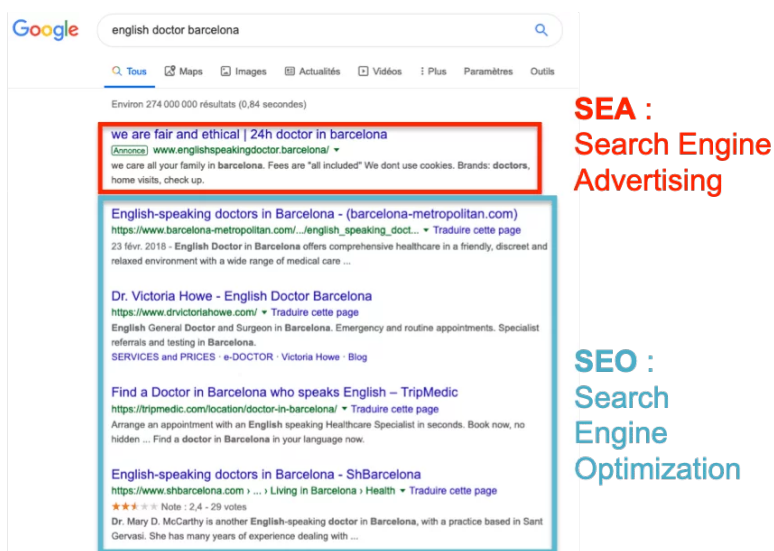 Google
english doctor barcelona
Tous Maps Images Actualités Vidéos Plus Paramètres Outils
Environ 274 000 000 résultats (0,84 secondes)
we are fair and ethical | 24h doctor in barcelona
Annonce www.englishspeakingdoctor.barcelona/
we care all your family in barcelona. Fees are "all included" We dont use cookies. Brands: doctors,
home visits, check up.
SEA :
Search Engine
Advertising
English-speaking doctors in Barcelona - (barcelona-metropolitan.com)
https://www.barcelona-metropolitan.com/.../english_speaking_doct... Traduire cette page
23 févr. 2018 - English Doctor in Barcelona offers comprehensive healthcare in a friendly, discreet and
relaxed environment with a wide range of medical care ...
Dr. Victoria Howe - English Doctor Barcelona
https://www.drvictoriahowe.com/ Traduire cette page
English General Doctor and Surgeon in Barcelona. Emergency and routine appointments. Specialist
referrals and testing in Barcelona.
SERVICES and PRICES · e-DOCTOR · Victoria Howe · Blog
Find a Doctor in Barcelona who speaks English – TripMedic
https://tripmedic.com/location/doctor-in-barcelona/ Traduire cette page
Arrange an appointment with an English speaking Healthcare Specialist in seconds. Book now, no
hidden ... Find a doctor in Barcelona in your language now.
English-speaking doctors in Barcelona - ShBarcelona
https://www.shbarcelona.com › ... › Living in Barcelona › Health Traduire cette page
Note : 2,4 - 29 votes
Dr. Mary D. McCarthy is another English-speaking doctor in Barcelona, with a practice based in Sant
Gervasi. She has many years of experience dealing with ...
SEO :
Search
Engine
Optimization